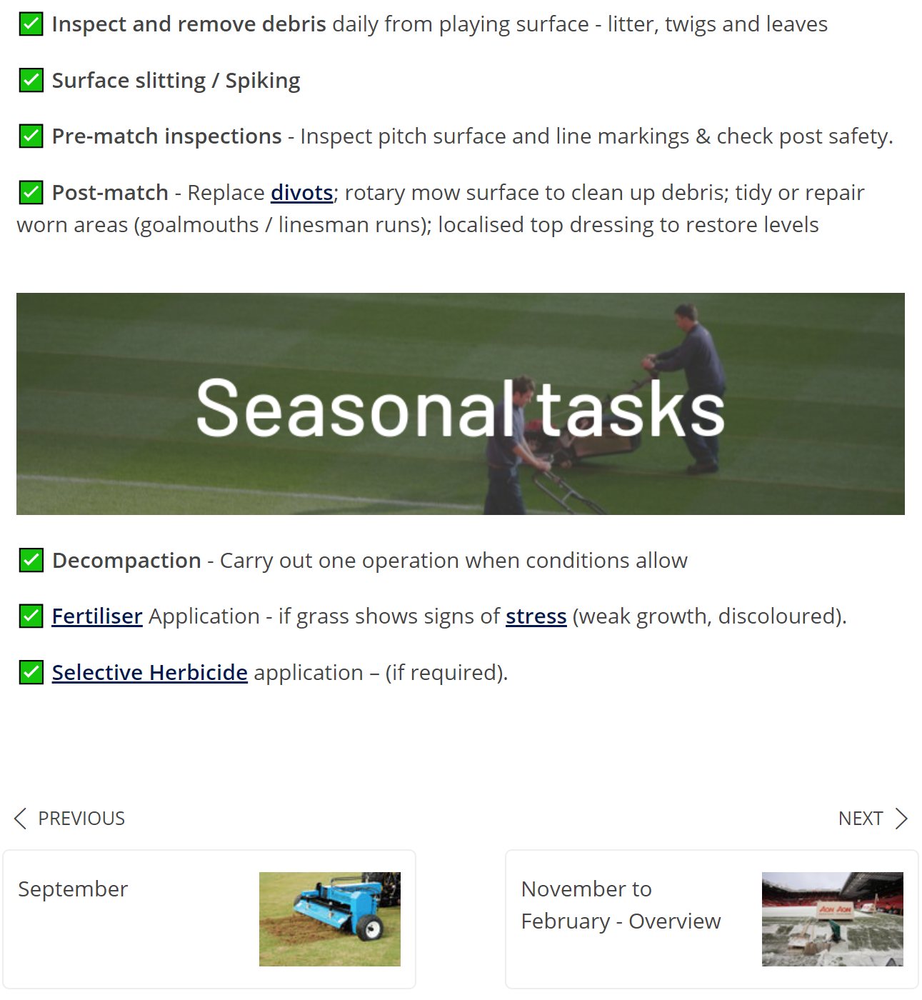 Inspect and remove debris daily from playing surface - litter, twigs and leaves
Surface slitting / Spiking
Pre-match inspections - Inspect pitch surface and line markings & check post safety.
Post-match - Replace divots; rotary mow surface to clean up debris; tidy or repair
worn areas (goalmouths / linesman runs); localised top dressing to restore levels
Seasonal tasks
Decompaction - Carry out one operation when conditions allow
Fertiliser Application - if grass shows signs of stress (weak growth, discoloured).
Selective Herbicide application – (if required).
PREVIOUS
NEXT
September
November to
February - Overview
AON AON